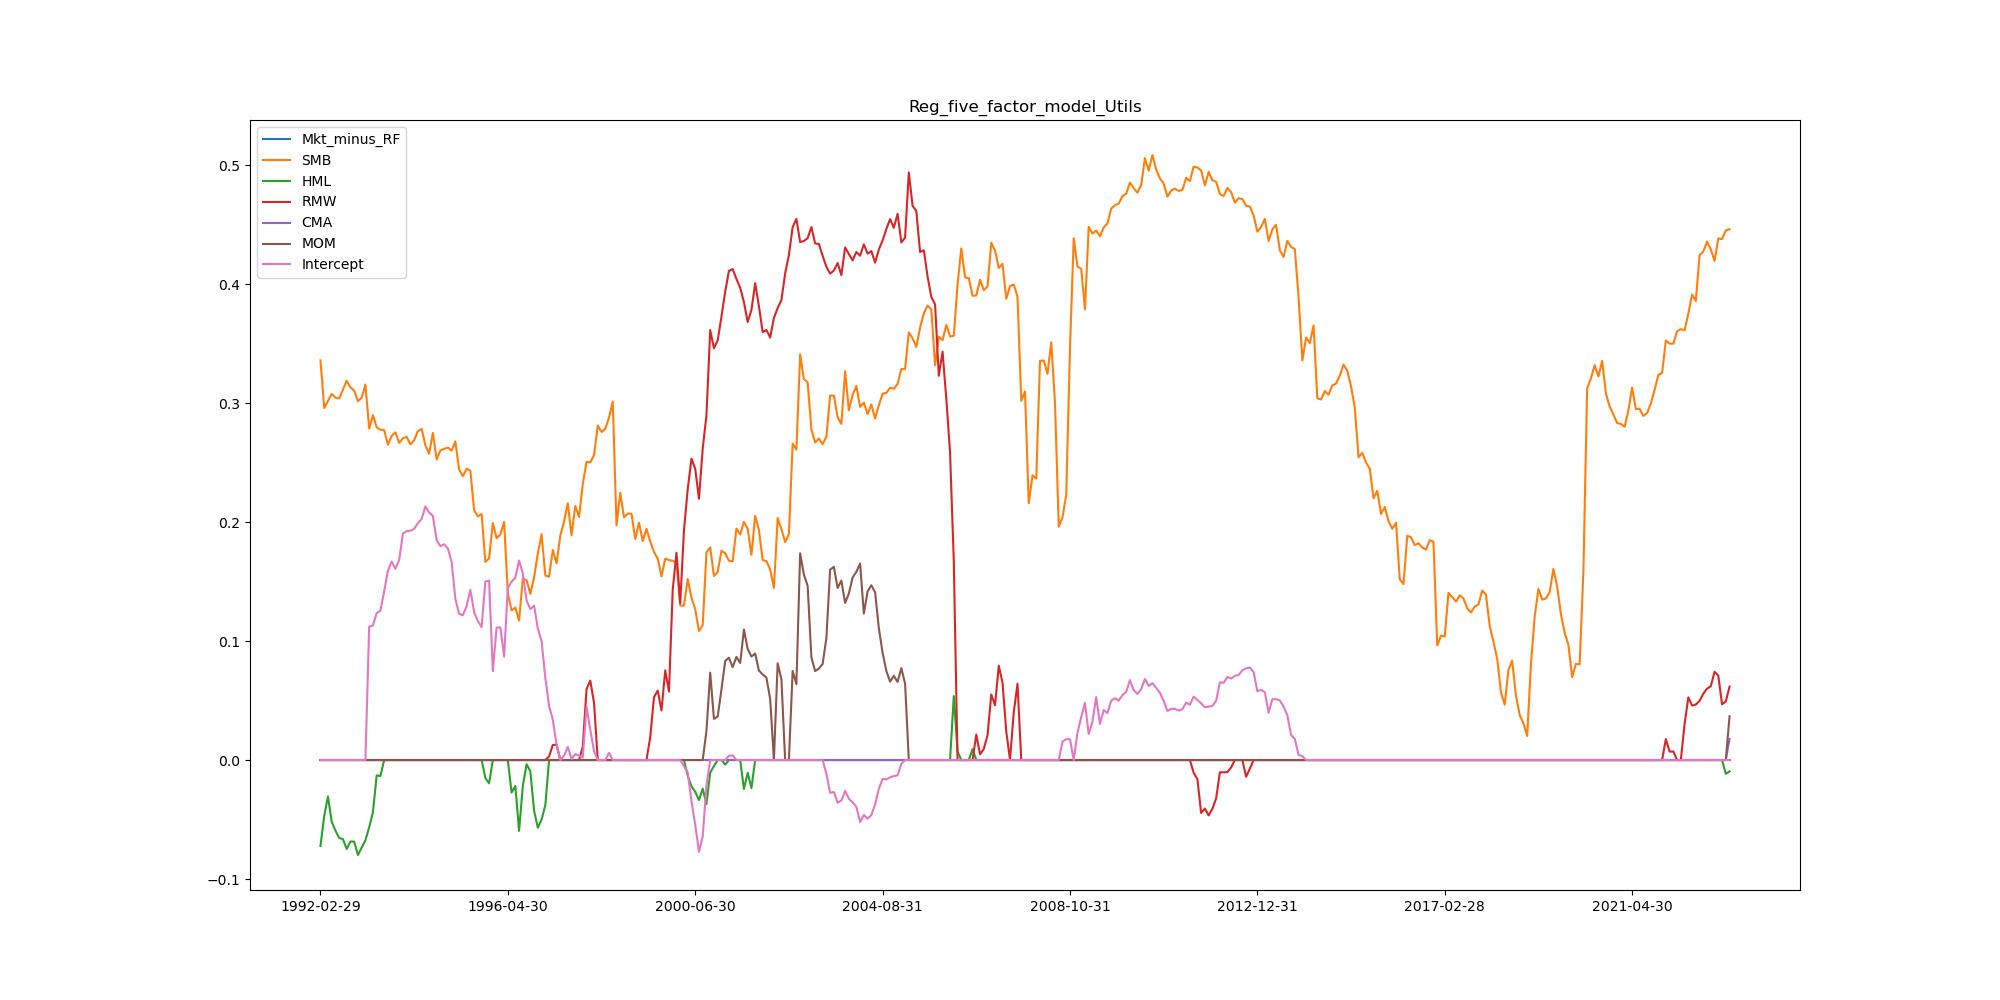 Reg_five_factor_model_Utils
Mkt_minus_RF
SMB
HML
RMW
CMA
MOM
Intercept
0.5
0.4
0.3
0.2
0.1
0.0
−0.1
1992-02-29 1996-04-30 2000-06-30 2004-08-31 2008-10-31 2012-12-31 2017-02-28 2021-04-30